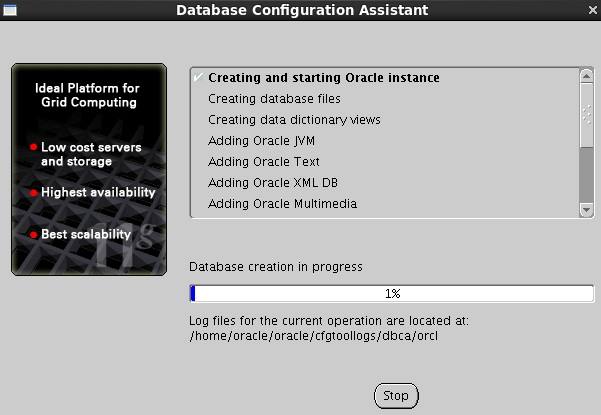 Database Configuration Assistant
Ideal Platform for
Grid Computing
Low cost servers
and storage
Highest availability
Best scalability
Creating and starting Oracle instance
Creating database files
Creating data dictionary views
Adding Oracle JVM
Adding Oracle Text
Adding Oracle XML DB
Adding Oracle Multimedia
Database creation in progress
1%
Log files for the current operation are located at:
/home/oracle/oracle/cfgtoollogs/dbca/orcl
Stop